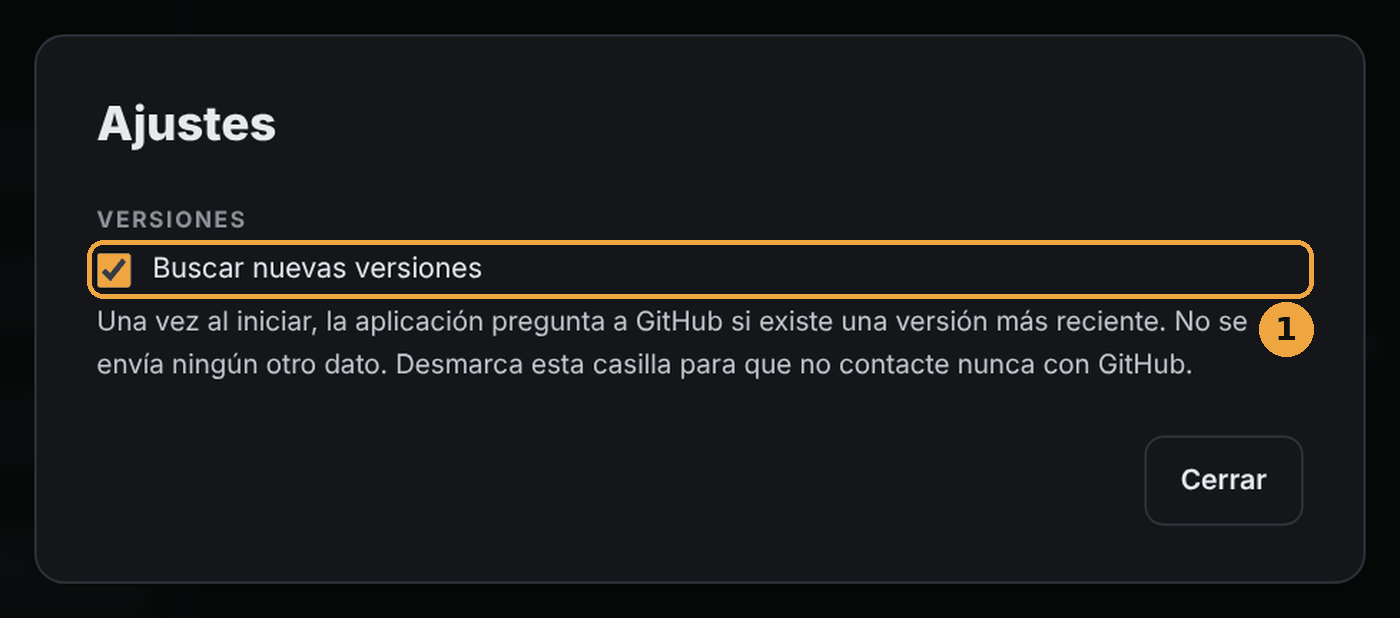 Ajustes
VERSIONES
Buscar nuevas versiones
Una vez al iniciar, la aplicación pregunta a GitHub si existe una versión más reciente. No se
envía ningún otro dato. Desmarca esta casilla para que no contacte nunca con GitHub.
1
Cerrar